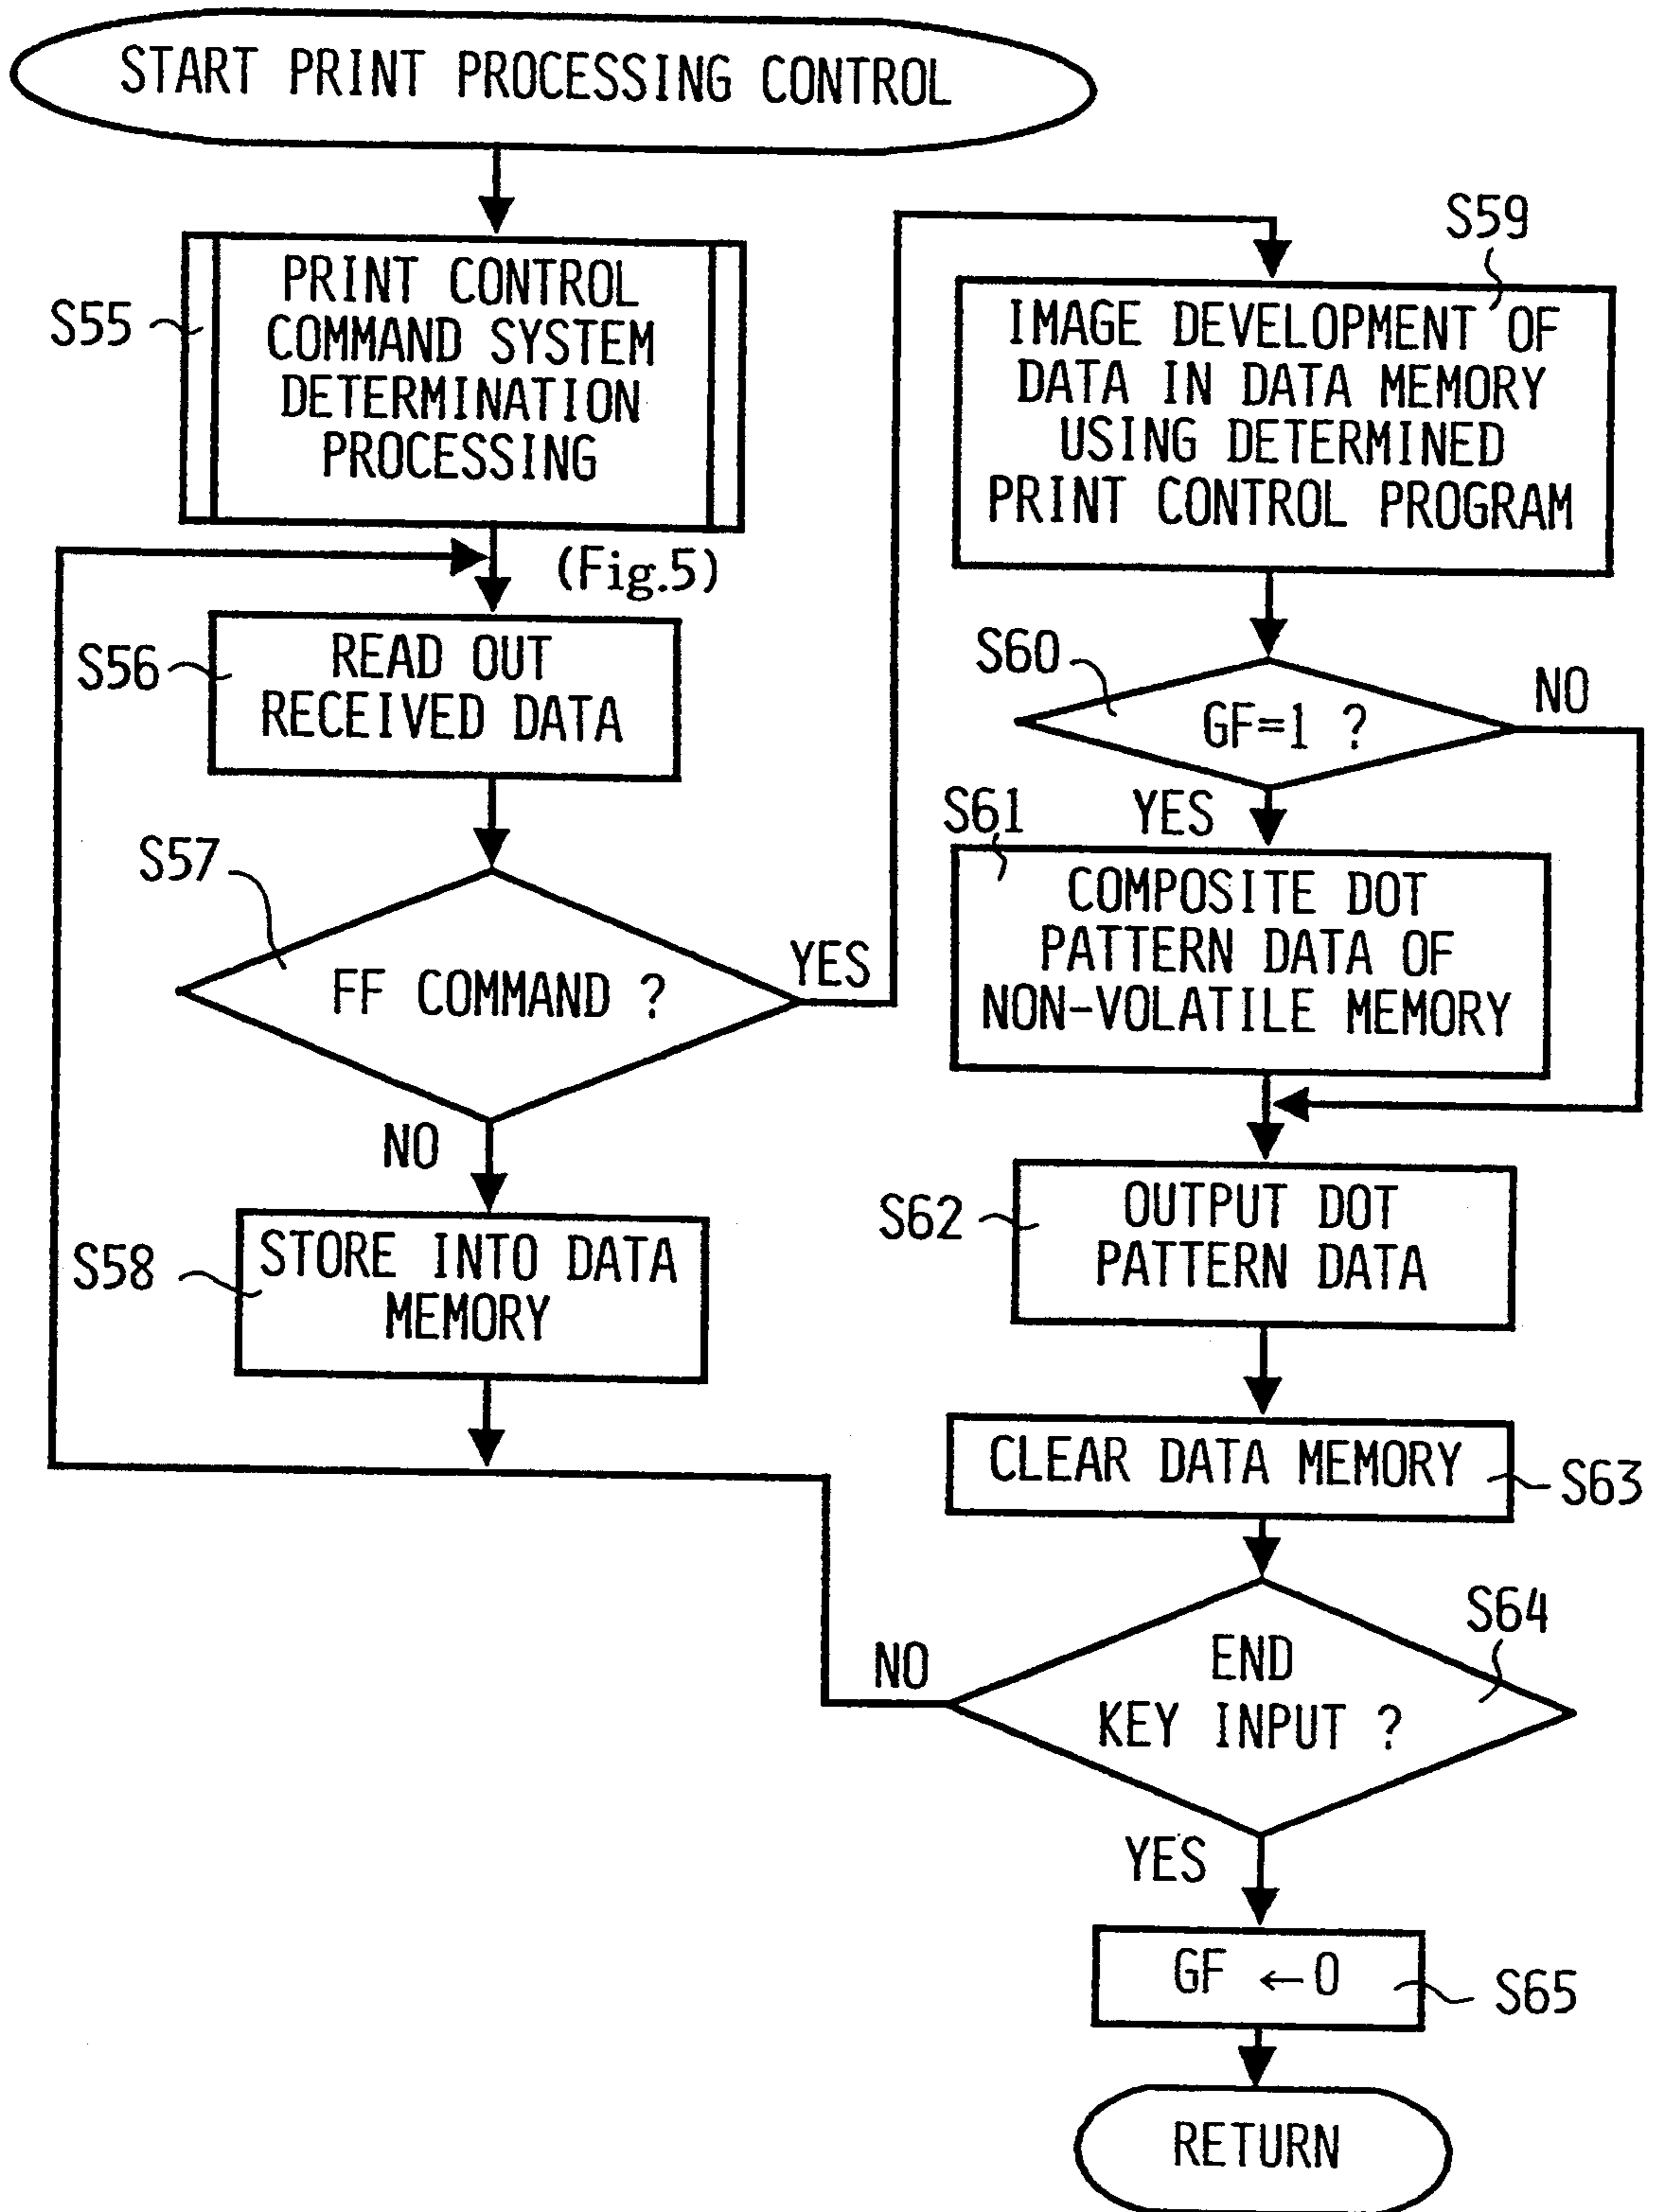 START PRINT PROCESSING CONTROL
S55
PRINT CONTROL
COMMAND SYSTEM
DETERMINATION
PROCESSING
(Fig.5)
S56
READ OUT
RECEIVED DATA
S57
FF COMMAND ?
YES
NO
S58
STORE INTO DATA
MEMORY
S59
IMAGE DEVELOPMENT OF
DATA IN DATA MEMORY
USING DETERMINED
PRINT CONTROL PROGRAM
S60
GF=1 ?
NO
YES
S61
COMPOSITE DOT
PATTERN DATA OF
NON-VOLATILE MEMORY
S62
OUTPUT DOT
PATTERN DATA
CLEAR DATA MEMORY
S63
S64
END
KEY INPUT ?
NO
YES
GF ←0
S65
RETURN